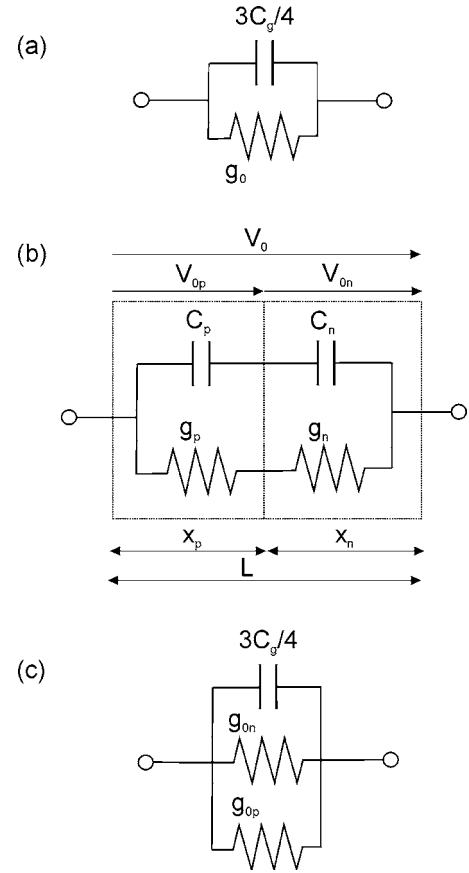 (a)
3C_g/4
g_0
(b)
V_0
V_0p V_0n
C_p C_n
g_p g_n
x_p x_n
L
(c)
3C_g/4
g_0n
g_0p